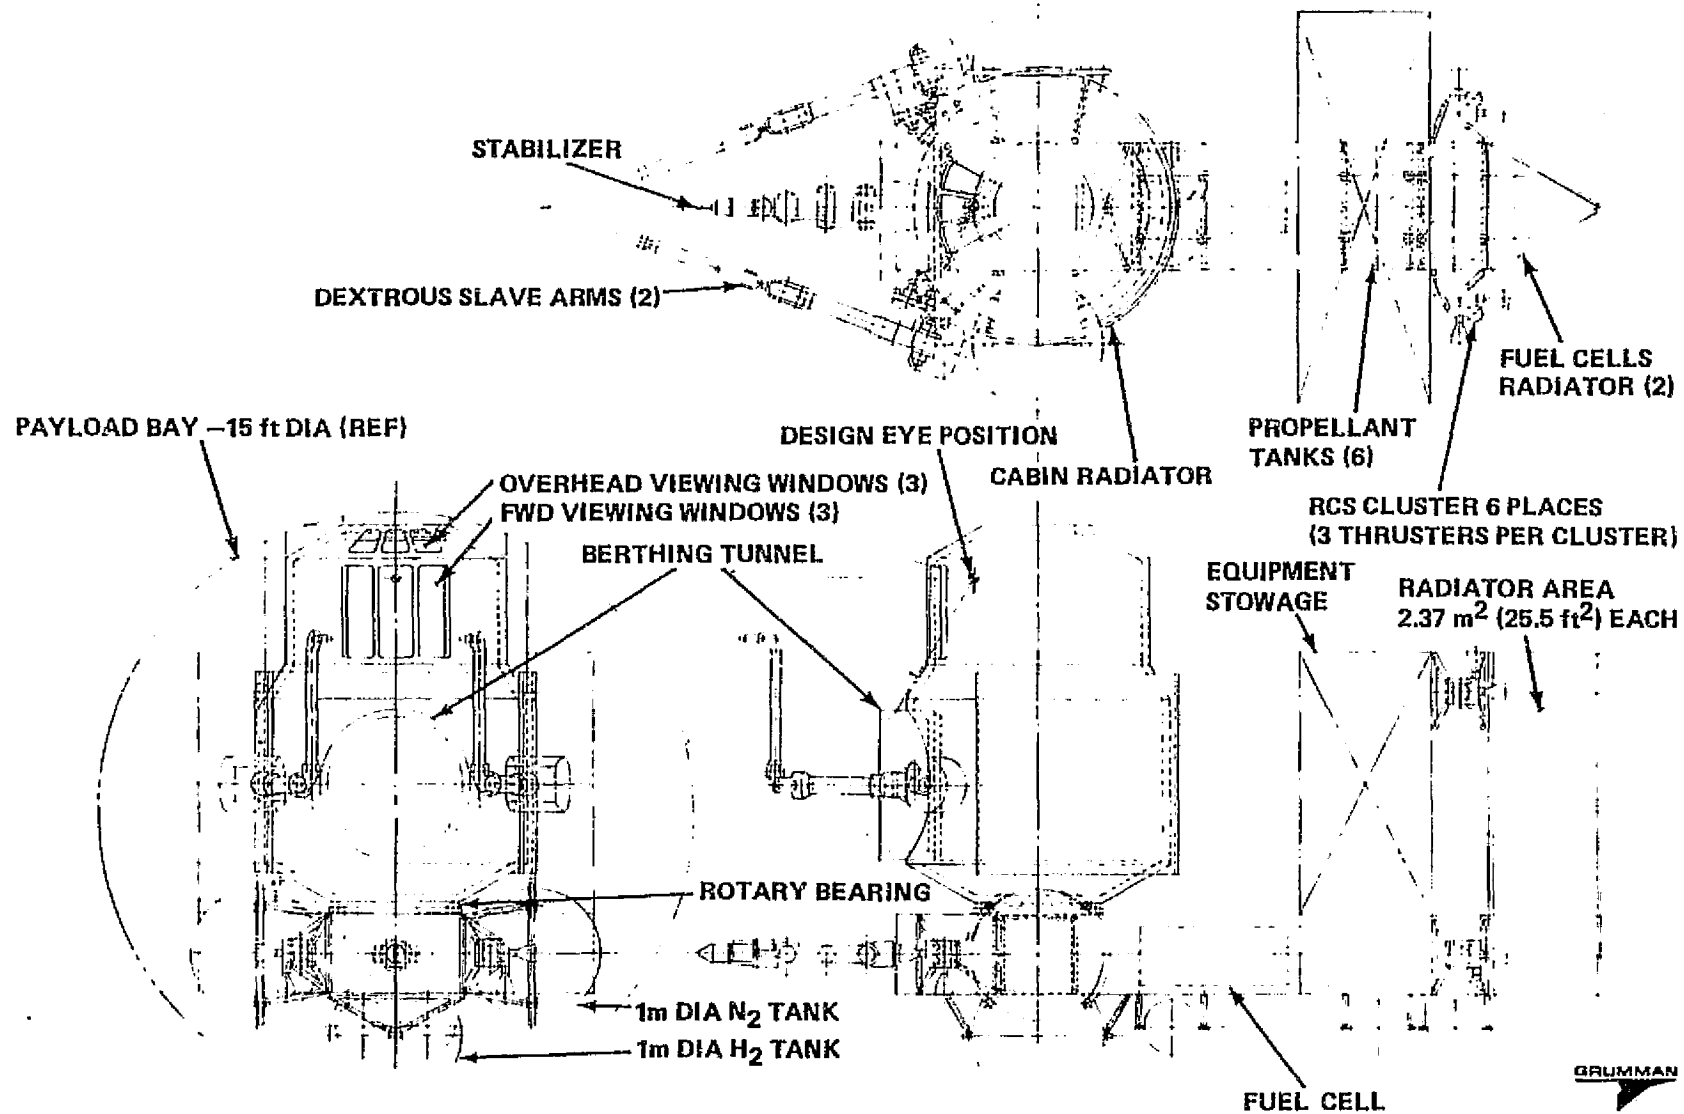 STABILIZER
DEXTROUS SLAVE ARMS (2)
FUEL CELLS
RADIATOR (2)
PAYLOAD BAY –15 ft DIA (REF)
DESIGN EYE POSITION
PROPELLANT
TANKS (6)
CABIN RADIATOR
OVERHEAD VIEWING WINDOWS (3)
FWD VIEWING WINDOWS (3)
RCS CLUSTER 6 PLACES
(3 THRUSTERS PER CLUSTER)
BERTHING TUNNEL
EQUIPMENT
STOWAGE
RADIATOR AREA
2.37 m² (25.5 ft²) EACH
ROTARY BEARING
1m DIA N₂ TANK
1m DIA H₂ TANK
FUEL CELL
GRUMMAN